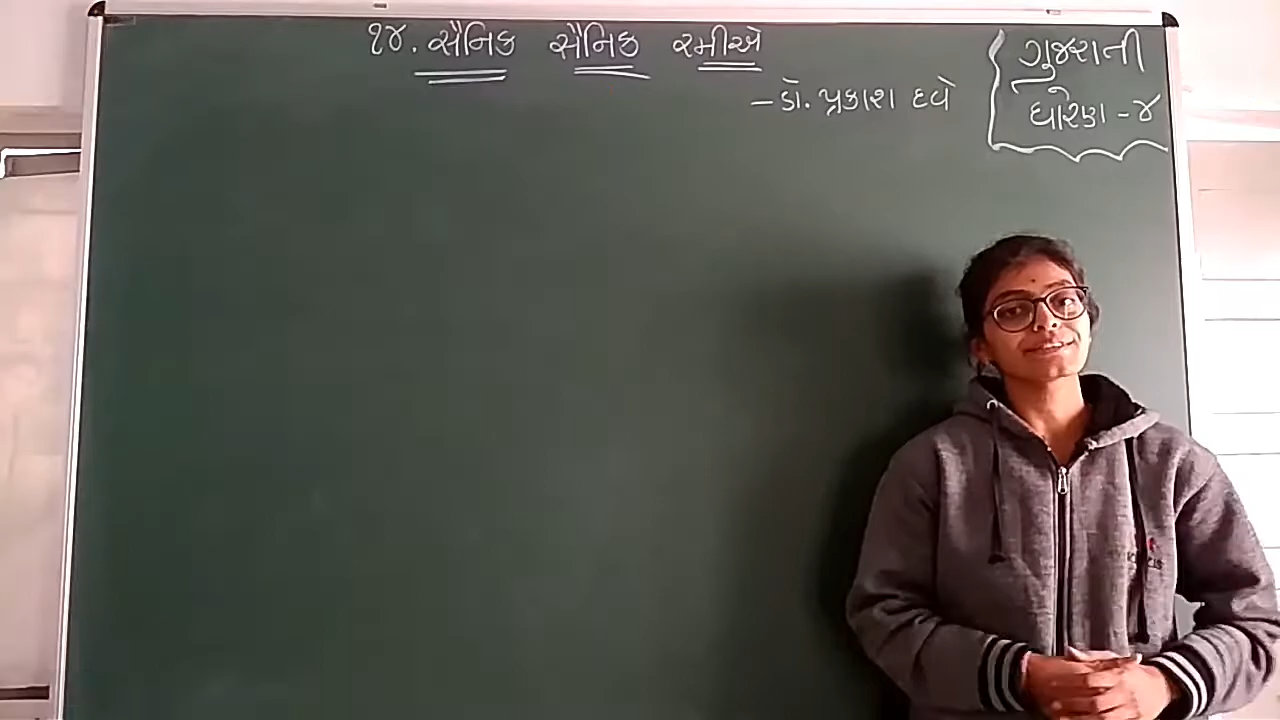 ૧૪. સૈનિક સૈનિક રમીએ
– ડૉ. પ્રકાશ દવે
ગુજરાતી
ધોરણ - ૪